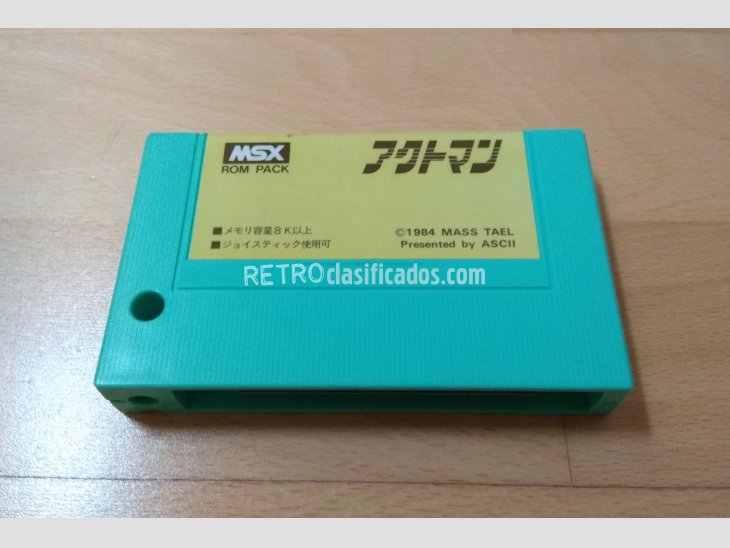 MSX
ROM PACK
アクトマン
■メモリ容量8K以上
■ジョイスティック使用可
©1984 MASS TAEL
Presented by ASCII
RETROclasificados.com